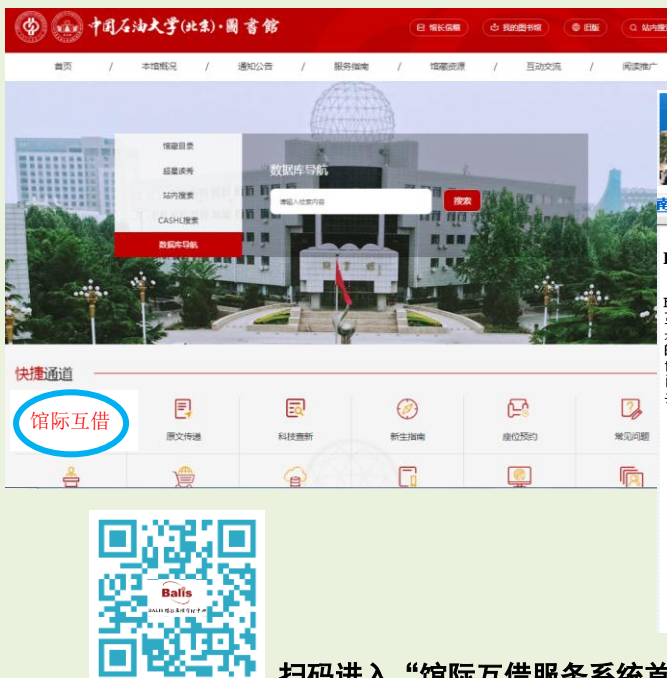 中国石油大学(北京)·圖書館
馆长信箱 我的图书馆 旧版 站内搜
首页 / 本馆概况 / 通知公告 / 服务指南 / 馆藏资源 / 互动交流 / 阅读推广
馆藏目录
超星读秀
站内搜索
CASHL搜索
数据库导航
数据库导航
请输入检索内容
搜索
快捷通道
馆际互借
原文传递
科技查新
新生指南
座位预约
常见问题
Balis
扫码进入“馆际互借服务系统首